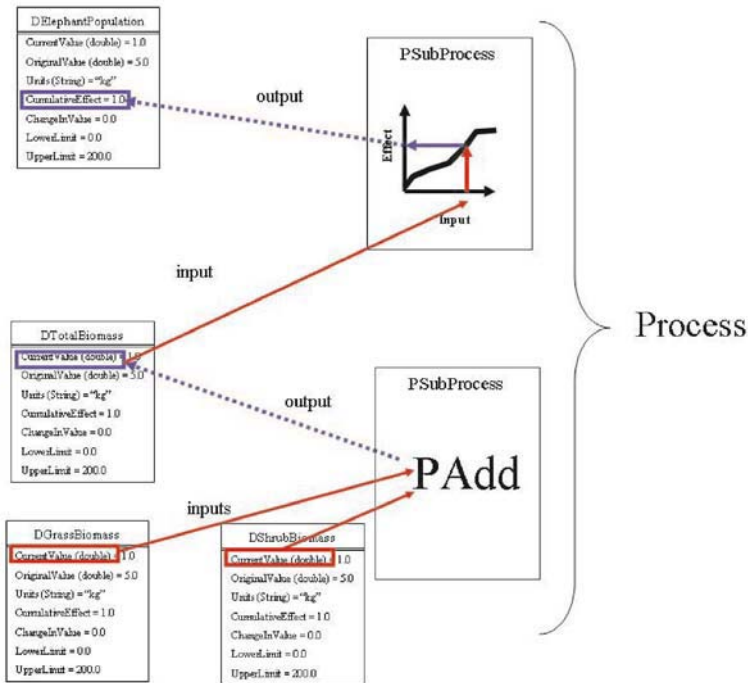 DElephantPopulation
CurrentValue (double) = 1.0
OriginalValue (double) = 5.0
Units (String) = "kg"
CumulativeEffect = 1.0
ChangeInValue = 0.0
LowerLimit = 0.0
UpperLimit = 200.0
output
PSubProcess
Effect
Input
input
Process
DTotalBiomass
CurrentValue (double) = 1.0
OriginalValue (double) = 5.0
Units (String) = "kg"
CumulativeEffect = 1.0
ChangeInValue = 0.0
LowerLimit = 0.0
UpperLimit = 200.0
output
PSubProcess
PAdd
inputs
DGrassBiomass
CurrentValue (double) = 1.0
OriginalValue (double) = 5.0
Units (String) = "kg"
CumulativeEffect = 1.0
ChangeInValue = 0.0
LowerLimit = 0.0
UpperLimit = 200.0
DShrubBiomass
CurrentValue (double) = 1.0
OriginalValue (double) = 5.0
Units (String) = "kg"
CumulativeEffect = 1.0
ChangeInValue = 0.0
LowerLimit = 0.0
UpperLimit = 200.0